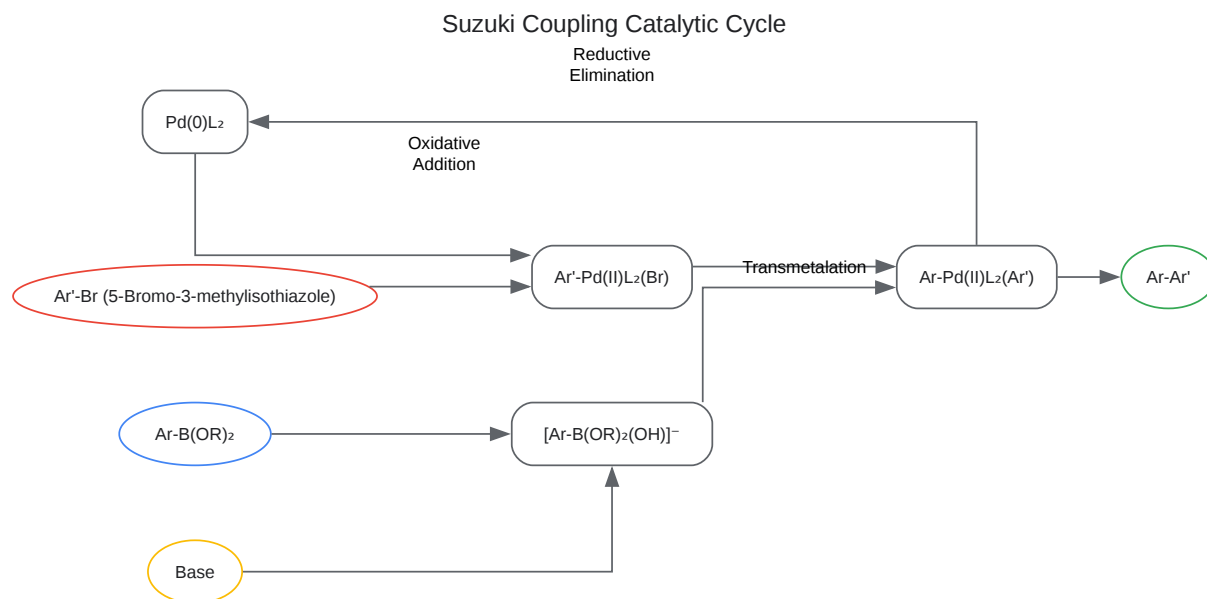 Suzuki Coupling Catalytic Cycle
Reductive
Elimination
Pd(0)L₂
Oxidative
Addition
Ar'-Br (5-Bromo-3-methylisothiazole)
Ar'-Pd(II)L₂(Br)
Transmetalation
Ar-Pd(II)L₂(Ar')
Ar-Ar'
Ar-B(OR)₂
[Ar-B(OR)₂(OH)]⁻
Base